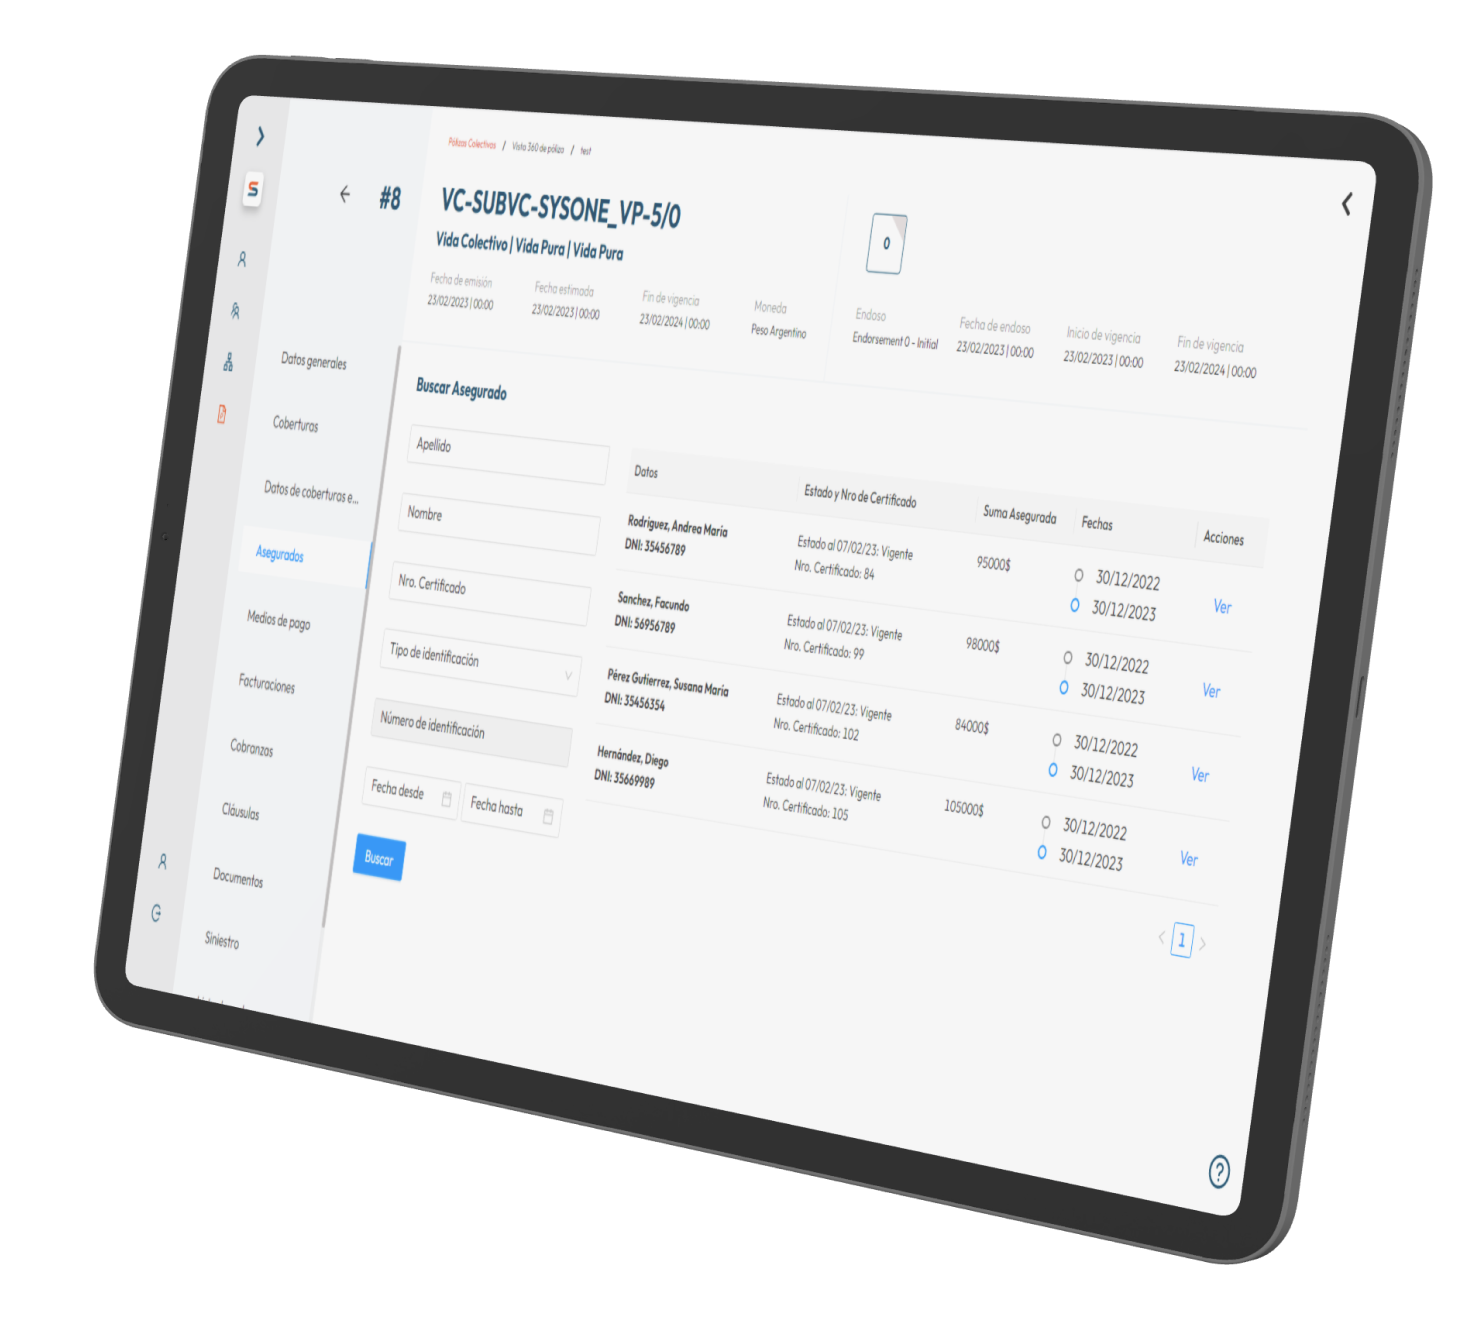 Pólizas Colectivas / Vista 360 de póliza / test
S
#8
VC-SUBVC-SYSONE_VP-5/0
Vida Colectivo | Vida Pura | Vida Pura
Fecha de emisión
23/02/2023 | 00:00
Fecha estimada
23/02/2023 | 00:00
Fin de vigencia
23/02/2024 | 00:00
Moneda
Peso Argentino
0
Endoso
Endorsement 0 - Initial
Fecha de endoso
23/02/2023 | 00:00
Inicio de vigencia
23/02/2023 | 00:00
Fin de vigencia
23/02/2024 | 00:00
Datos generales
Coberturas
Datos de coberturas e...
Asegurados
Medios de pago
Facturaciones
Cobranzas
Cláusulas
Documentos
Siniestro
Buscar Asegurado
Apellido
Nombre
Nro. Certificado
Tipo de identificación
Número de identificación
Fecha desde
Fecha hasta
Buscar
Datos
Estado y Nro de Certificado
Suma Asegurada
Fechas
Acciones
Rodriguez, Andrea Maria
DNI: 35456789
Estado al 07/02/23: Vigente
Nro. Certificado: 84
95000$
30/12/2022
30/12/2023
Ver
Sanchez, Facundo
DNI: 56956789
Estado al 07/02/23: Vigente
Nro. Certificado: 99
98000$
30/12/2022
30/12/2023
Ver
Pérez Gutierrez, Susana Maria
DNI: 35456354
Estado al 07/02/23: Vigente
Nro. Certificado: 102
84000$
30/12/2022
30/12/2023
Ver
Hernández, Diego
DNI: 35669989
Estado al 07/02/23: Vigente
Nro. Certificado: 105
105000$
30/12/2022
30/12/2023
Ver
1
?